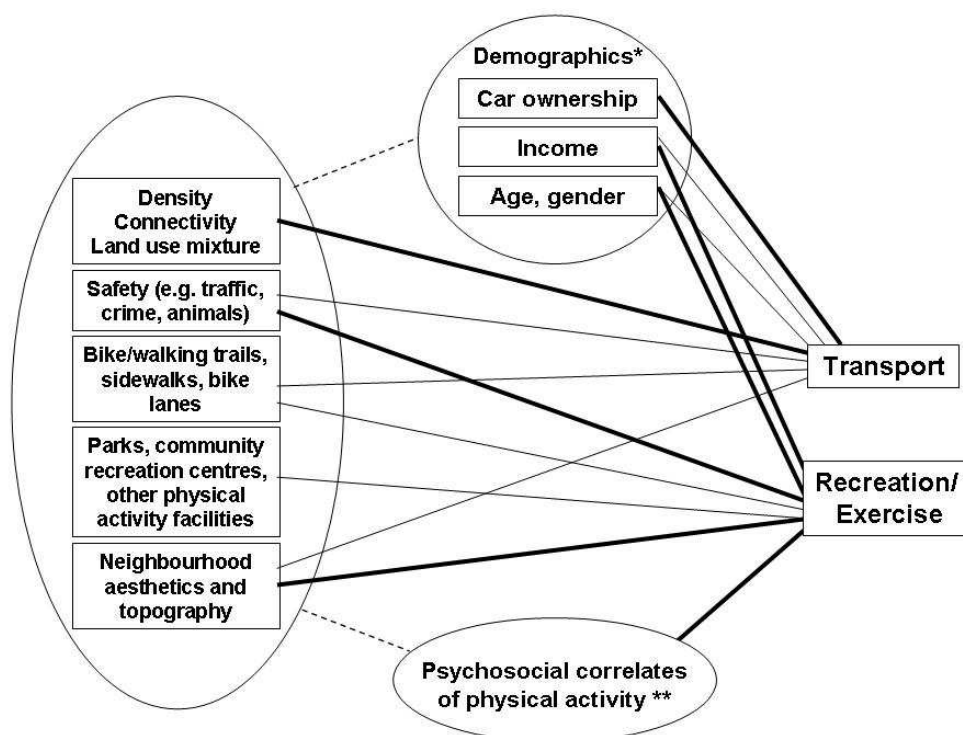 Demographics*
Car ownership
Income
Age, gender
Density
Connectivity
Land use mixture
Safety (e.g. traffic,
crime, animals)
Bike/walking trails,
sidewalks, bike
lanes
Parks, community
recreation centres,
other physical
activity facilities
Neighbourhood
aesthetics and
topography
Transport
Recreation/
Exercise
Psychosocial correlates
of physical activity **